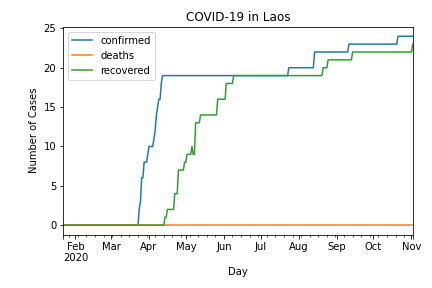 COVID-19 in Laos
confirmed
deaths
recovered
Number of Cases
25
20
15
10
5
0
Feb Mar Apr May Jun Jul Aug Sep Oct Nov
2020
Day